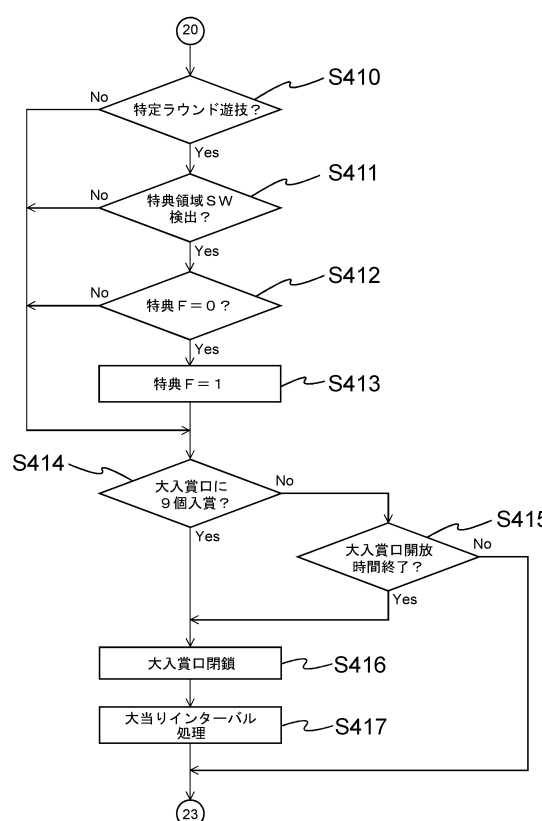 20
S410
No
特定ラウンド遊技？
Yes
S411
No
特典領域ＳＷ
検出？
Yes
S412
No
特典Ｆ＝０？
Yes
特典Ｆ＝１
S413
S414
大入賞口に
９個入賞？
No
Yes
S415
大入賞口開放
時間終了？
No
Yes
大入賞口閉鎖
S416
大当りインターバル
処理
S417
23